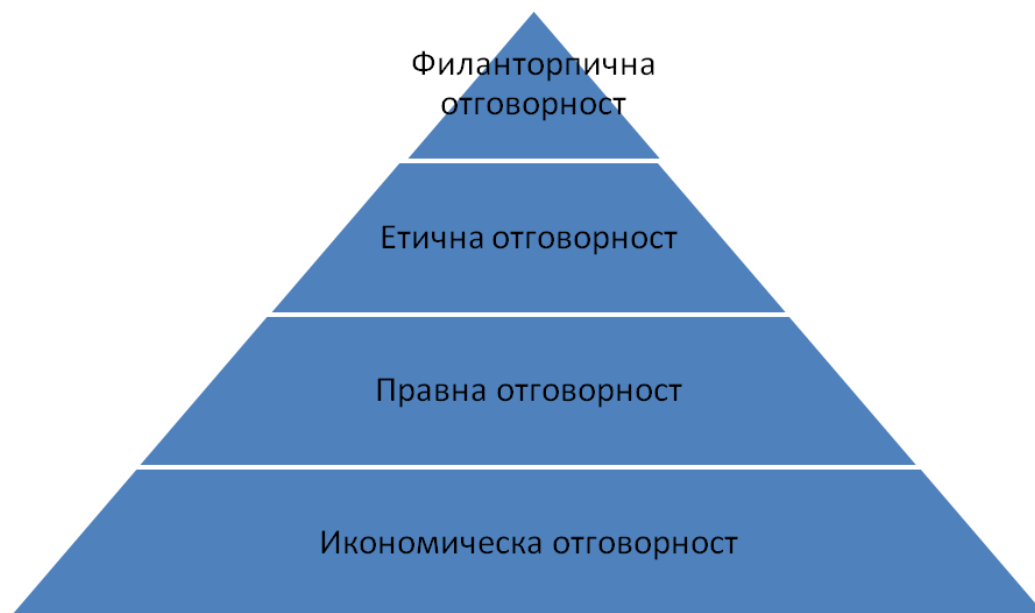 Филанторпична
отговорност
Етична отговорност
Правна отговорност
Икономическа отговорност